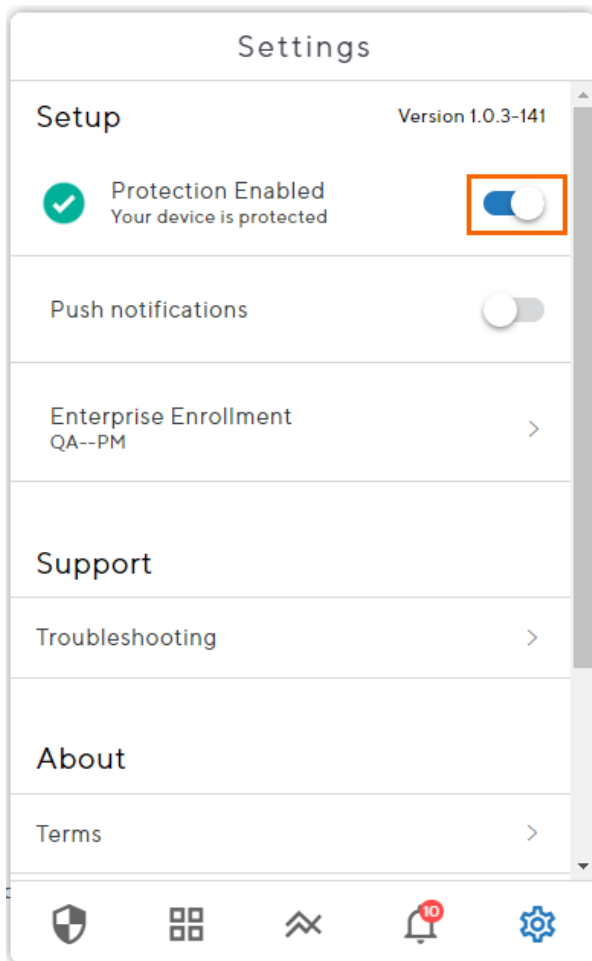 Settings
Setup
Version 1.0.3-141
Protection Enabled
Your device is protected
Push notifications
Enterprise Enrollment
QA--PM
Support
Troubleshooting
About
Terms
10